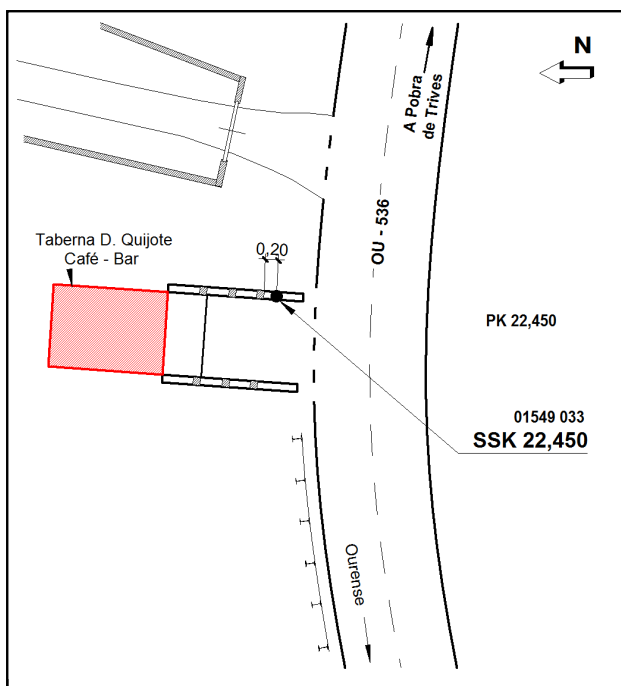 N
A Pobra
de Trives
OU - 536
Taberna D. Quijote
Café - Bar
0,20
PK 22,450
01549 033
SSK 22,450
Ourense